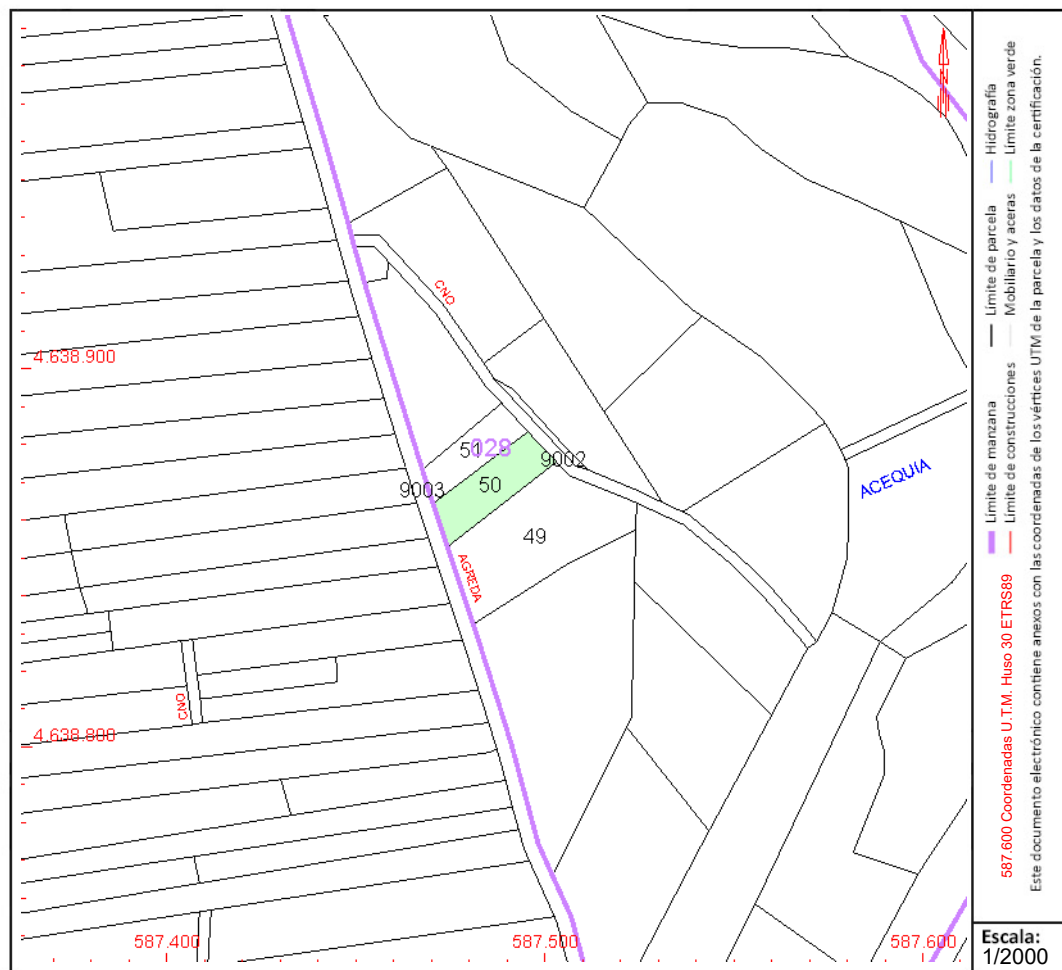 CNO
4.638.900
51
028
9002
9003
50
ACEQUIA
49
AGREDA
CNO
4.638.800
587.400
587.500
587.600
Límite de manzana
Límite de parcela
Hidrografía
Límite de construcciones
Mobiliario y aceras
Límite zona verde
587.600 Coordenadas U.T.M. Huso 30 ETRS89
Este documento electrónico contiene anexos con las coordenadas de los vértices UTM de la parcela y los datos de la certificación.
Escala:
1/2000